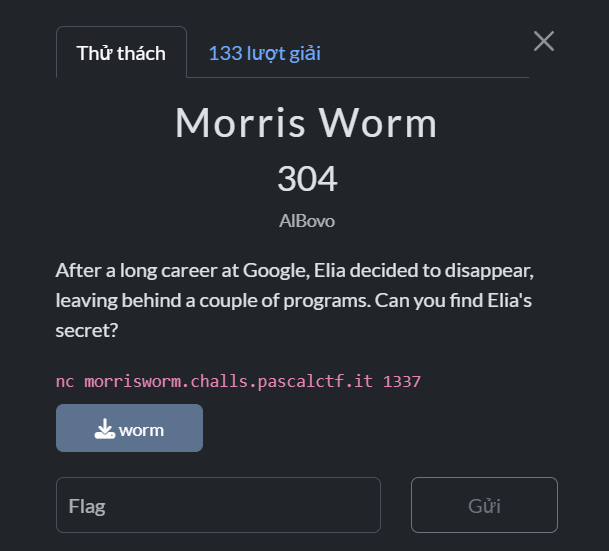 Thử thách
133 lượt giải
Morris Worm
304
AlBovo
After a long career at Google, Elia decided to disappear,
leaving behind a couple of programs. Can you find Elia's
secret?
nc morrisworm.challs.pascalctf.it 1337
worm
Flag
Gửi